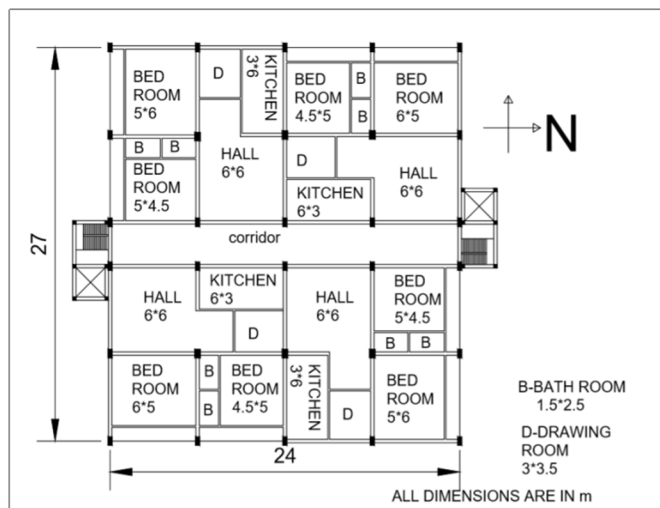 BED
ROOM
5*6
D
KITCHEN
3*6
BED
ROOM
4.5*5
B
B
BED
ROOM
6*5
N
B
B
BED
ROOM
5*4.5
HALL
6*6
D
KITCHEN
6*3
HALL
6*6
27
corridor
HALL
6*6
KITCHEN
6*3
D
HALL
6*6
BED
ROOM
5*4.5
B
B
BED
ROOM
6*5
B
B
BED
ROOM
4.5*5
KITCHEN
3*6
D
BED
ROOM
5*6
24
B-BATH ROOM
1.5*2.5
D-DRAWING
ROOM
3*3.5
ALL DIMENSIONS ARE IN m